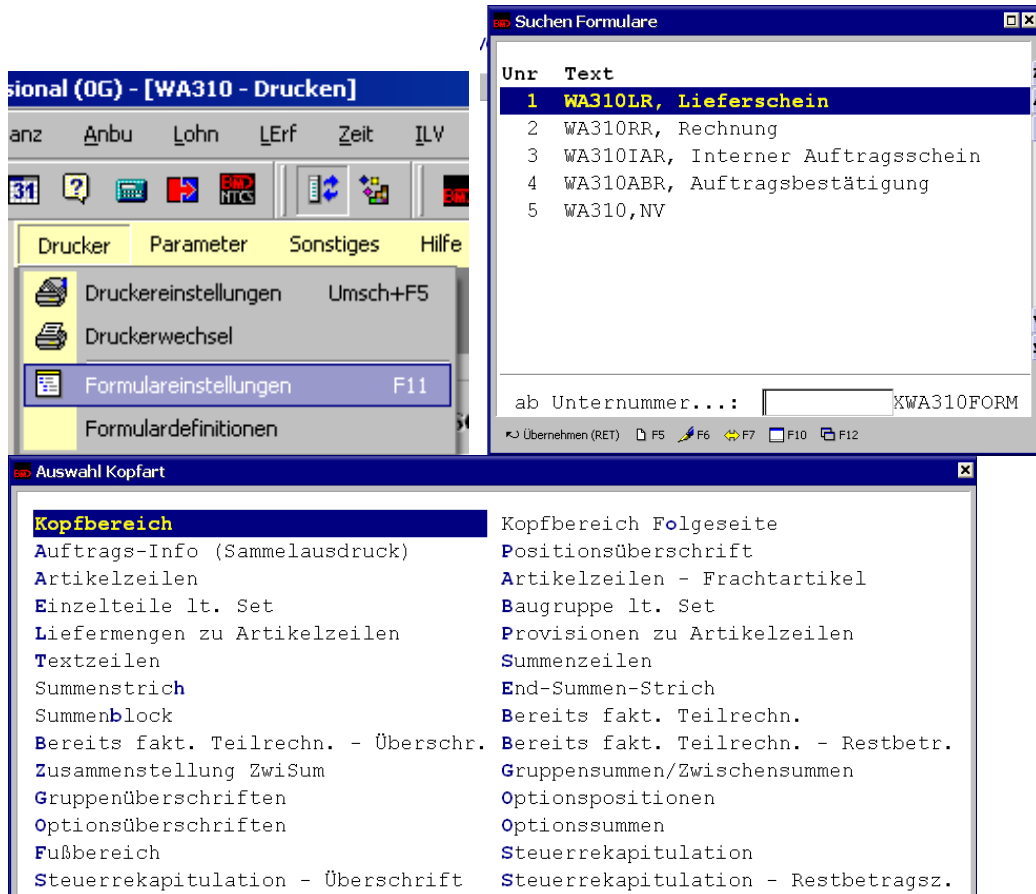 sional (0G) - [WA310 - Drucken]
anz Anbu Lohn LErf Zeit ILV
31 BMD NTCS
Drucker Parameter Sonstiges Hilfe
Druckereinstellungen Umsch+F5
Druckerwechsel
Formulareinstellungen F11
Formulardefinitionen
BMD Suchen Formulare
Unr Text
1 WA310LR, Lieferschein
2 WA310RR, Rechnung
3 WA310IAR, Interner Auftragsschein
4 WA310ABR, Auftragsbestätigung
5 WA310,NV
ab Unternummer...: XWA310FORM
Übernehmen (RET) F5 F6 F7 F10 F12
BMD Auswahl Kopfart
Kopfbereich Kopfbereich Folgeseite
Auftrags-Info (Sammelausdruck) Positionsüberschrift
Artikelzeilen Artikelzeilen - Frachtartikel
Einzelteile lt. Set Baugruppe lt. Set
Liefermengen zu Artikelzeilen Provisionen zu Artikelzeilen
Textzeilen Summenzeilen
Summenstrich End-Summen-Strich
Summenblock Bereits fakt. Teilrechn.
Bereits fakt. Teilrechn. - Überschr. Bereits fakt. Teilrechn. - Restbetr.
Zusammenstellung ZwiSum Gruppensummen/Zwischensummen
Gruppenüberschriften Optionspositionen
Optionsüberschriften Optionssummen
Fußbereich Steuerrekapitulation
Steuerrekapitulation - Überschrift Steuerrekapitulation - Restbetragsz.